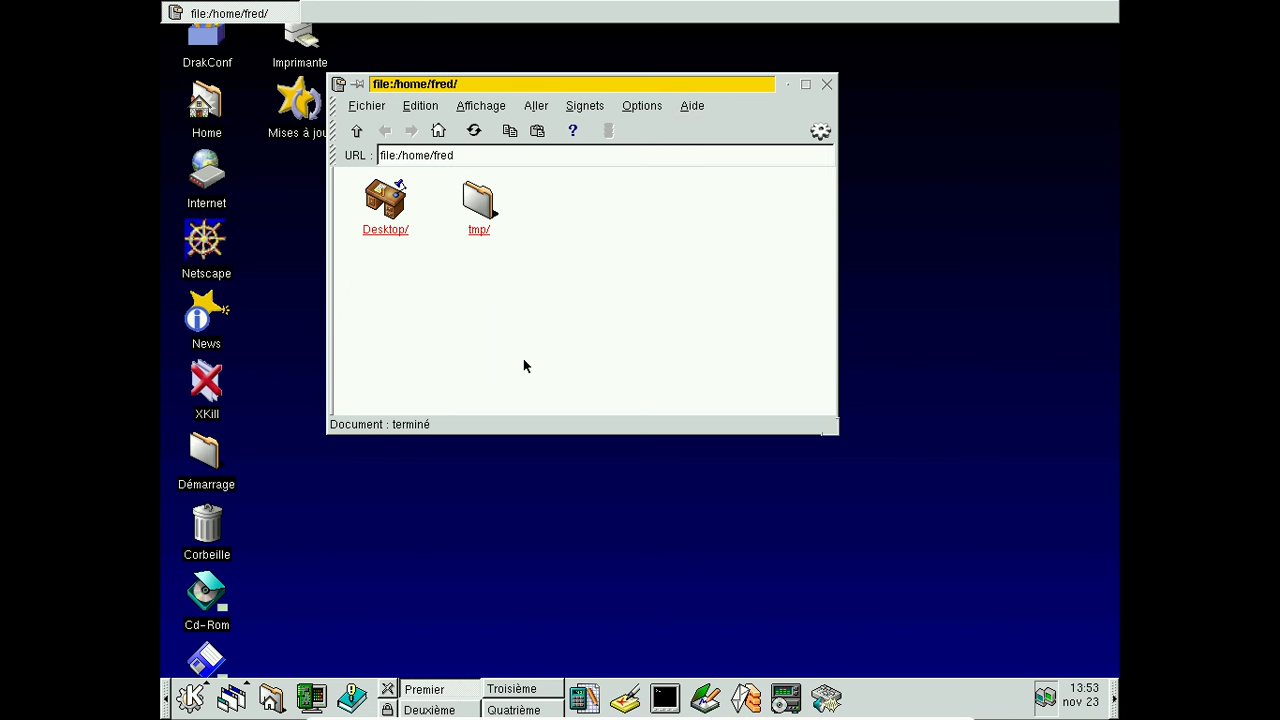 file:/home/fred/
DrakConf
Imprimante
Home
Mises à jou
Internet
Netscape
News
XKill
Démarrage
Corbeille
Cd-Rom
file:/home/fred/
Fichier Edition Affichage Aller Signets Options Aide
URL : file:/home/fred
Desktop/ tmp/
Document : terminé
Premier Troisième
Deuxième Quatrième
13:53
nov 23